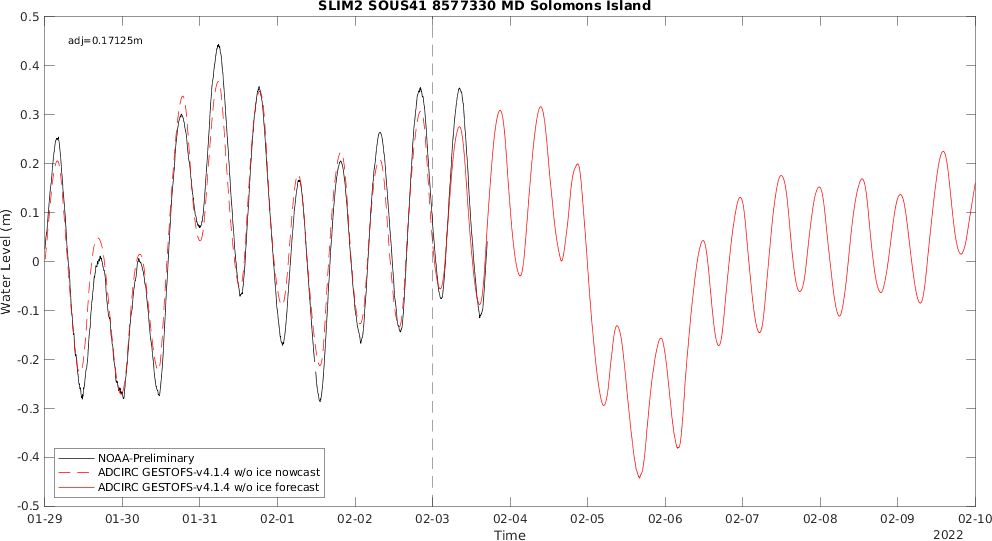 SLIM2 SOUS41 8577330 MD Solomons Island
adj=0.17125m
0.5
0.4
0.3
0.2
0.1
0
-0.1
-0.2
-0.3
-0.4
-0.5
Water Level (m)
NOAA-Preliminary
ADCIRC GESTOFS-v4.1.4 w/o ice nowcast
ADCIRC GESTOFS-v4.1.4 w/o ice forecast
01-29 01-30 01-31 02-01 02-02 02-03 02-04 02-05 02-06 02-07 02-08 02-09 02-10
Time
2022